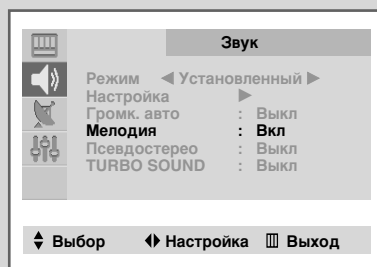 Звук
Режим ◀ Установленный ▶
Настройка ▶
Громк. авто : Выкл
Мелодия : Вкл
Псевдостерео : Выкл
TURBO SOUND : Выкл
Выбор Настройка Выход